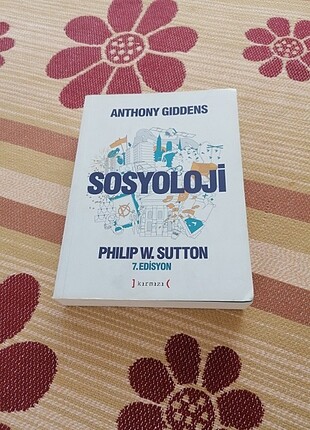 ANTHONY GIDDENS
SOSYOLOJİ
PHILIP W. SUTTON
7. EDİSYON
] kırmızı (